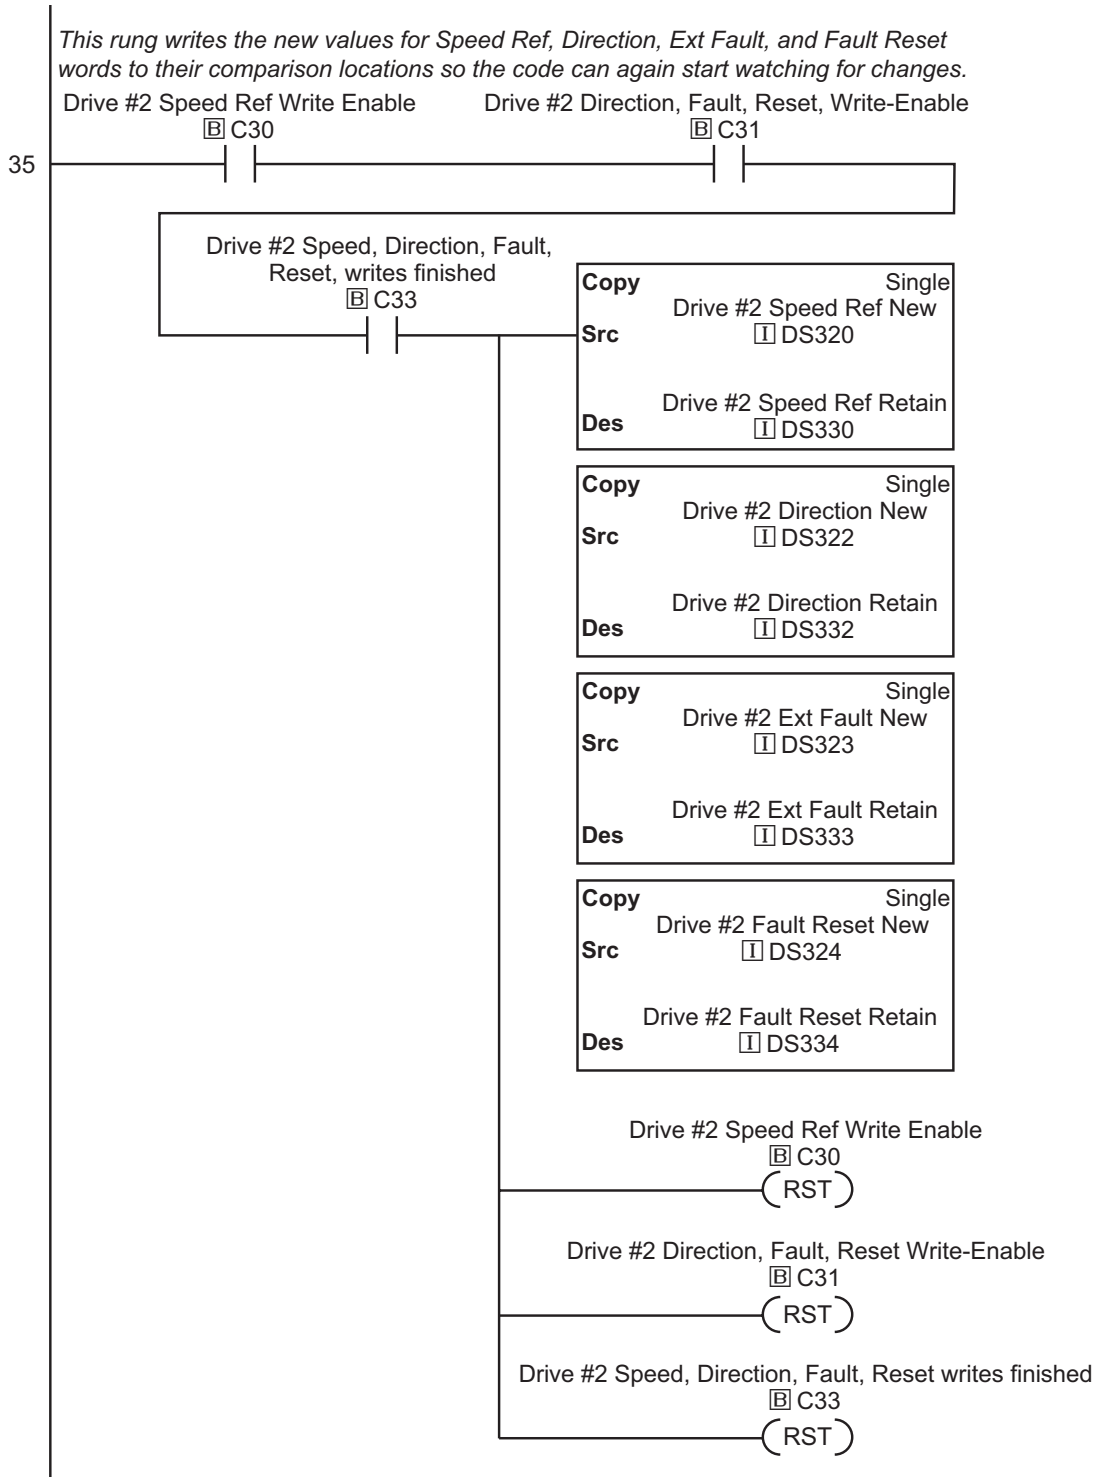 This rung writes the new values for Speed Ref, Direction, Ext Fault, and Fault Reset
words to their comparison locations so the code can again start watching for changes.
Drive #2 Speed Ref Write Enable
B C30
Drive #2 Direction, Fault, Reset, Write-Enable
B C31
35
Drive #2 Speed, Direction, Fault,
Reset, writes finished
B C33
Copy Single
Drive #2 Speed Ref New
Src I DS320
Drive #2 Speed Ref Retain
Des I DS330
Copy Single
Drive #2 Direction New
Src I DS322
Drive #2 Direction Retain
Des I DS332
Copy Single
Drive #2 Ext Fault New
Src I DS323
Drive #2 Ext Fault Retain
Des I DS333
Copy Single
Drive #2 Fault Reset New
Src I DS324
Drive #2 Fault Reset Retain
Des I DS334
Drive #2 Speed Ref Write Enable
B C30
RST
Drive #2 Direction, Fault, Reset Write-Enable
B C31
RST
Drive #2 Speed, Direction, Fault, Reset writes finished
B C33
RST